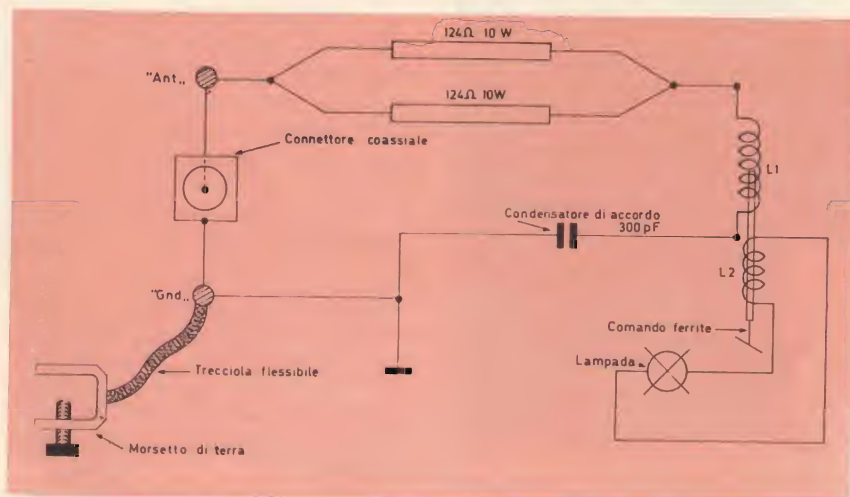 124Ω 10 W
"Ant„
124Ω 10W
Connettore coassiale
L1
Condensatore di accordo
300 pF
L2
"Gnd„
Comando ferrite
Lampada
Trecciola flessibile
Morsetto di terra